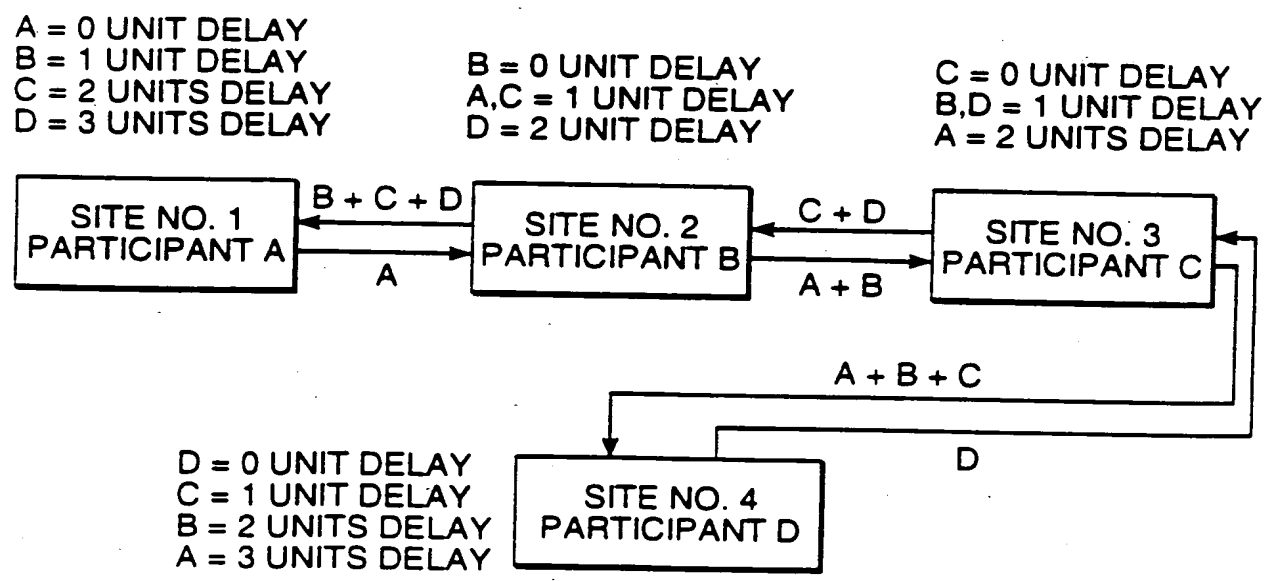 A = 0 UNIT DELAY
B = 1 UNIT DELAY
C = 2 UNITS DELAY
D = 3 UNITS DELAY
B = 0 UNIT DELAY
A,C = 1 UNIT DELAY
D = 2 UNIT DELAY
C = 0 UNIT DELAY
B,D = 1 UNIT DELAY
A = 2 UNITS DELAY
SITE NO. 1
PARTICIPANT A
B + C + D
A
SITE NO. 2
PARTICIPANT B
C + D
A + B
SITE NO. 3
PARTICIPANT C
A + B + C
D
D = 0 UNIT DELAY
C = 1 UNIT DELAY
B = 2 UNITS DELAY
A = 3 UNITS DELAY
SITE NO. 4
PARTICIPANT D